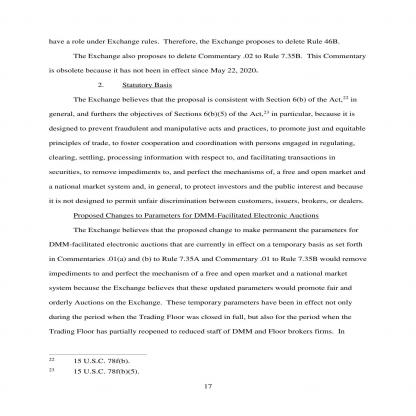 have a role under Exchange rules. Therefore, the Exchange proposes to delete Rule 46B.
The Exchange also proposes to delete Commentary .02 to Rule 7.35B. This Commentary
is obsolete because it has not been in effect since May 22, 2020.
2. Statutory Basis
The Exchange believes that the proposal is consistent with Section 6(b) of the Act,22 in
general, and furthers the objectives of Sections 6(b)(5) of the Act,23 in particular, because it is
designed to prevent fraudulent and manipulative acts and practices, to promote just and equitable
principles of trade, to foster cooperation and coordination with persons engaged in regulating,
clearing, settling, processing information with respect to, and facilitating transactions in
securities, to remove impediments to, and perfect the mechanisms of, a free and open market and
a national market system and, in general, to protect investors and the public interest and because
it is not designed to permit unfair discrimination between customers, issuers, brokers, or dealers.
Proposed Changes to Parameters for DMM-Facilitated Electronic Auctions
The Exchange believes that the proposed change to make permanent the parameters for
DMM-facilitated electronic auctions that are currently in effect on a temporary basis as set forth
in Commentaries .01(a) and (b) to Rule 7.35A and Commentary .01 to Rule 7.35B would remove
impediments to and perfect the mechanism of a free and open market and a national market
system because the Exchange believes that these updated parameters would promote fair and
orderly Auctions on the Exchange. These temporary parameters have been in effect not only
during the period when the Trading Floor was closed in full, but also for the period when the
Trading Floor has partially reopened to reduced staff of DMM and Floor brokers firms. In
22 15 U.S.C. 78f(b).
23 15 U.S.C. 78f(b)(5).
17